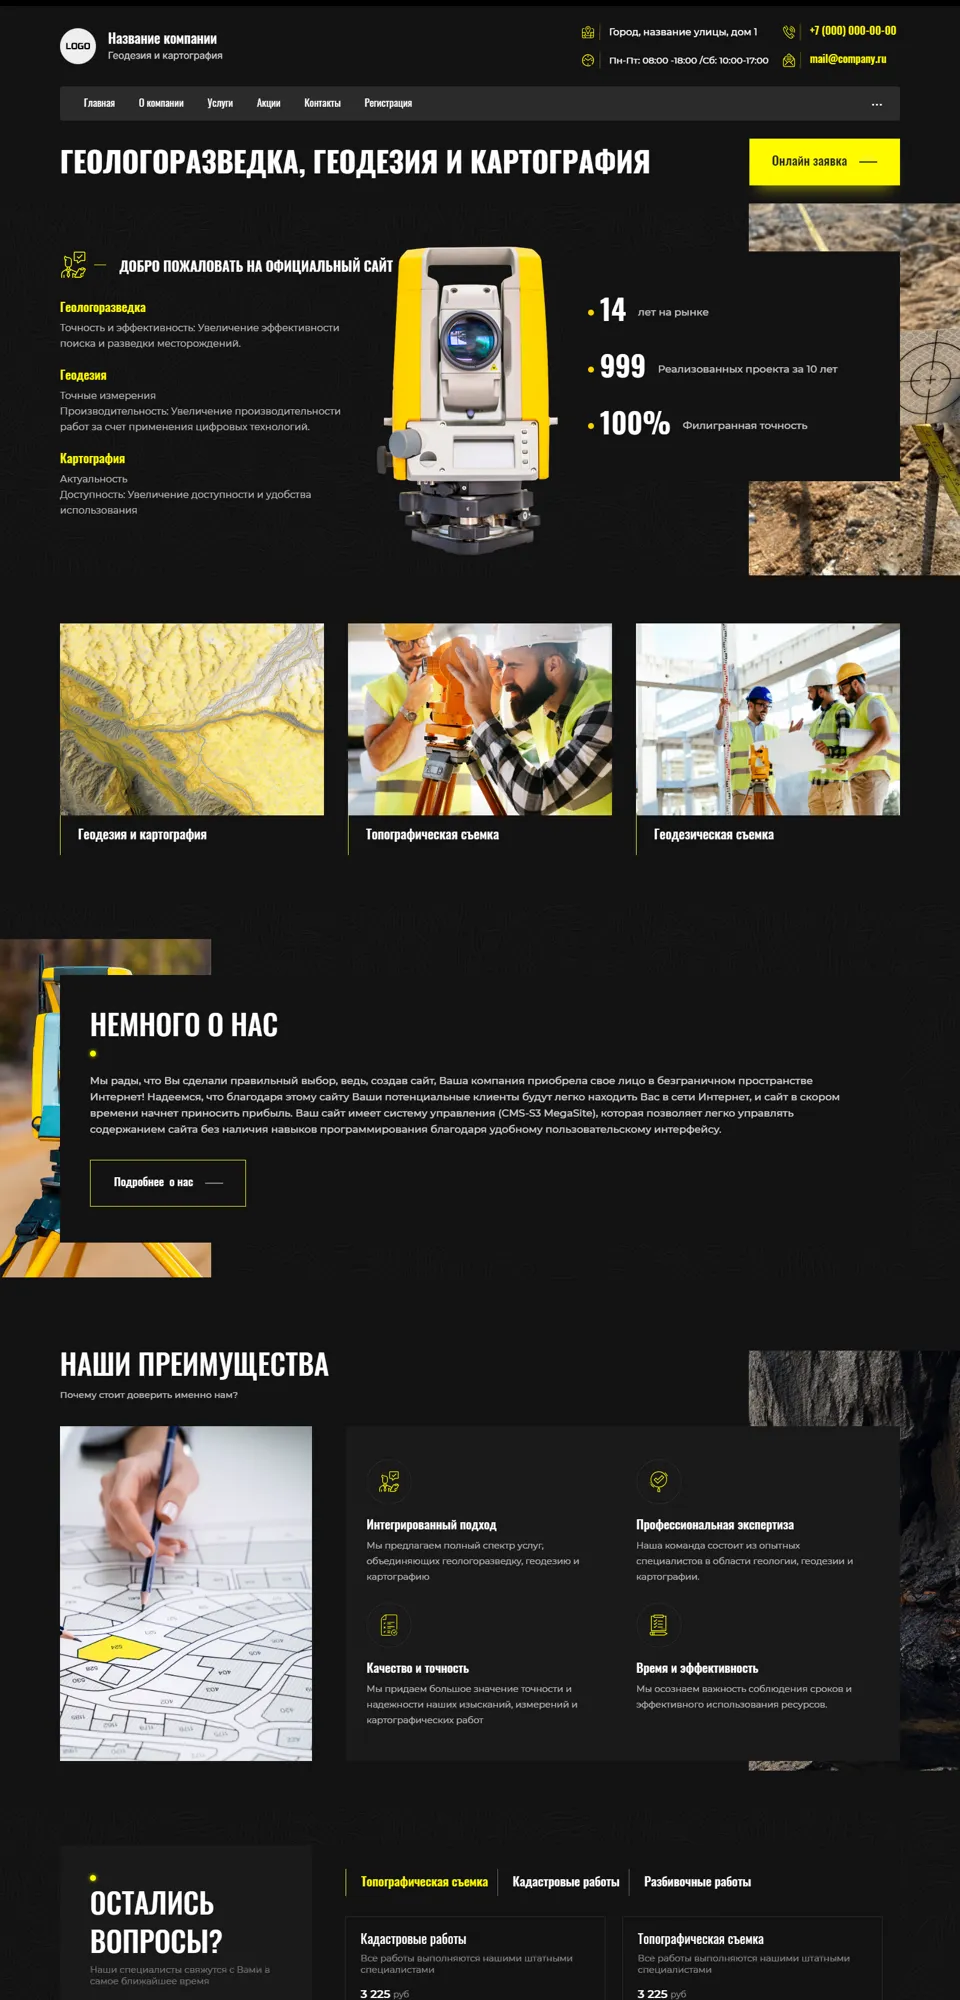 LOGO
Название компании
Геодезия и картография
Город, название улицы, дом 1
Пн-Пт: 08:00 -18:00 /Сб: 10:00-17:00
+7 (000) 000-00-00
mail@company.ru
Главная О компании Услуги Акции Контакты Регистрация ...
ГЕОЛОГОРАЗВЕДКА, ГЕОДЕЗИЯ И КАРТОГРАФИЯ
Онлайн заявка
ДОБРО ПОЖАЛОВАТЬ НА ОФИЦИАЛЬНЫЙ САЙТ
Геологоразведка
Точность и эффективность: Увеличение эффективности
поиска и разведки месторождений.
Геодезия
Точные измерения
Производительность: Увеличение производительности
работ за счет применения цифровых технологий.
Картография
Актуальность
Доступность: Увеличение доступности и удобства
использования
14 лет на рынке
999 Реализованных проекта за 10 лет
100% Филигранная точность
Геодезия и картография
Топографическая съемка
Геодезическая съемка
НЕМНОГО О НАС
Мы рады, что Вы сделали правильный выбор, ведь, создав сайт, Ваша компания приобрела свое лицо в безграничном пространстве
Интернет! Надеемся, что благодаря этому сайту Ваши потенциальные клиенты будут легко находить Вас в сети Интернет, и сайт в скором
времени начнет приносить прибыль. Ваш сайт имеет систему управления (CMS-S3 MegaSite), которая позволяет легко управлять
содержанием сайта без наличия навыков программирования благодаря удобному пользовательскому интерфейсу.
Подробнее о нас
НАШИ ПРЕИМУЩЕСТВА
Почему стоит доверить именно нам?
Интегрированный подход
Мы предлагаем полный спектр услуг,
объединяющих геологоразведку, геодезию и
картографию
Профессиональная экспертиза
Наша команда состоит из опытных
специалистов в области геологии, геодезии и
картографии.
Качество и точность
Мы придаем большое значение точности и
надежности наших изысканий, измерений и
картографических работ
Время и эффективность
Мы осознаем важность соблюдения сроков и
эффективного использования ресурсов.
ОСТАЛИСЬ
ВОПРОСЫ?
Наши специалисты свяжутся с Вами в
самое ближайшее время
Топографическая съемка Кадастровые работы Разбивочные работы
Кадастровые работы
Все работы выполняются нашими штатными
специалистами
3 225 руб
Топографическая съемка
Все работы выполняются нашими штатными
специалистами
3 225 руб